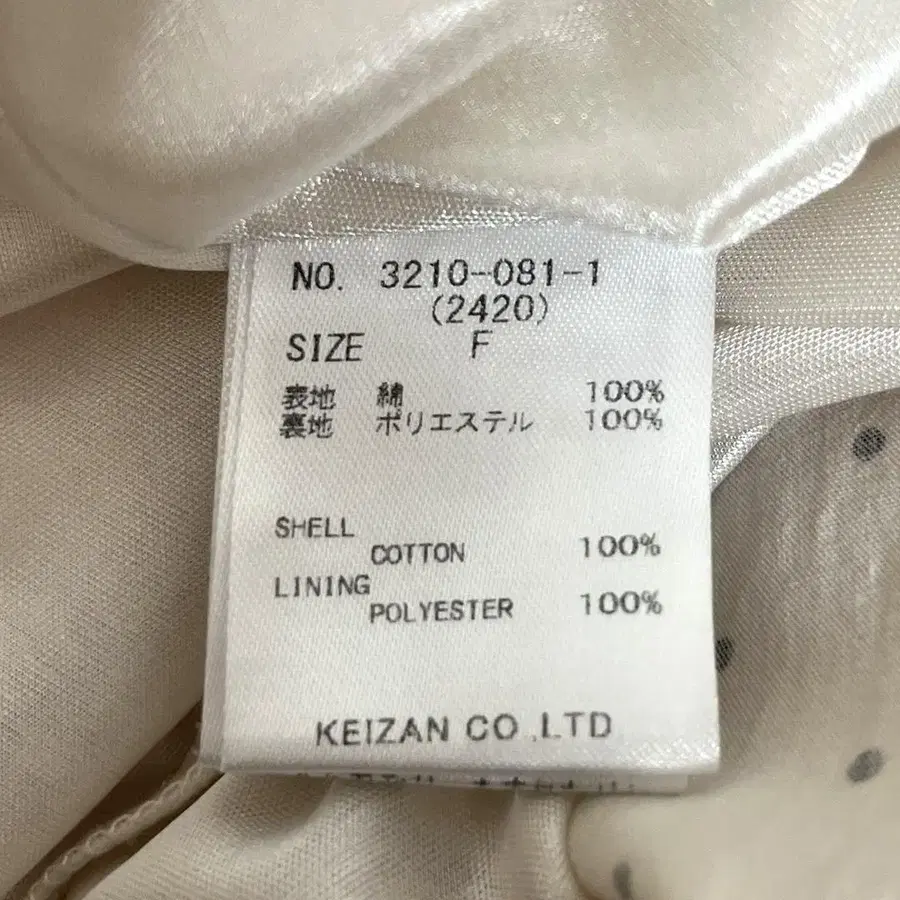 NO. 3210-081-1
(2420)
SIZE F
表地 綿 100%
裏地 ポリエステル 100%
SHELL
COTTON 100%
LINING
POLYESTER 100%
KEIZAN CO.,LTD